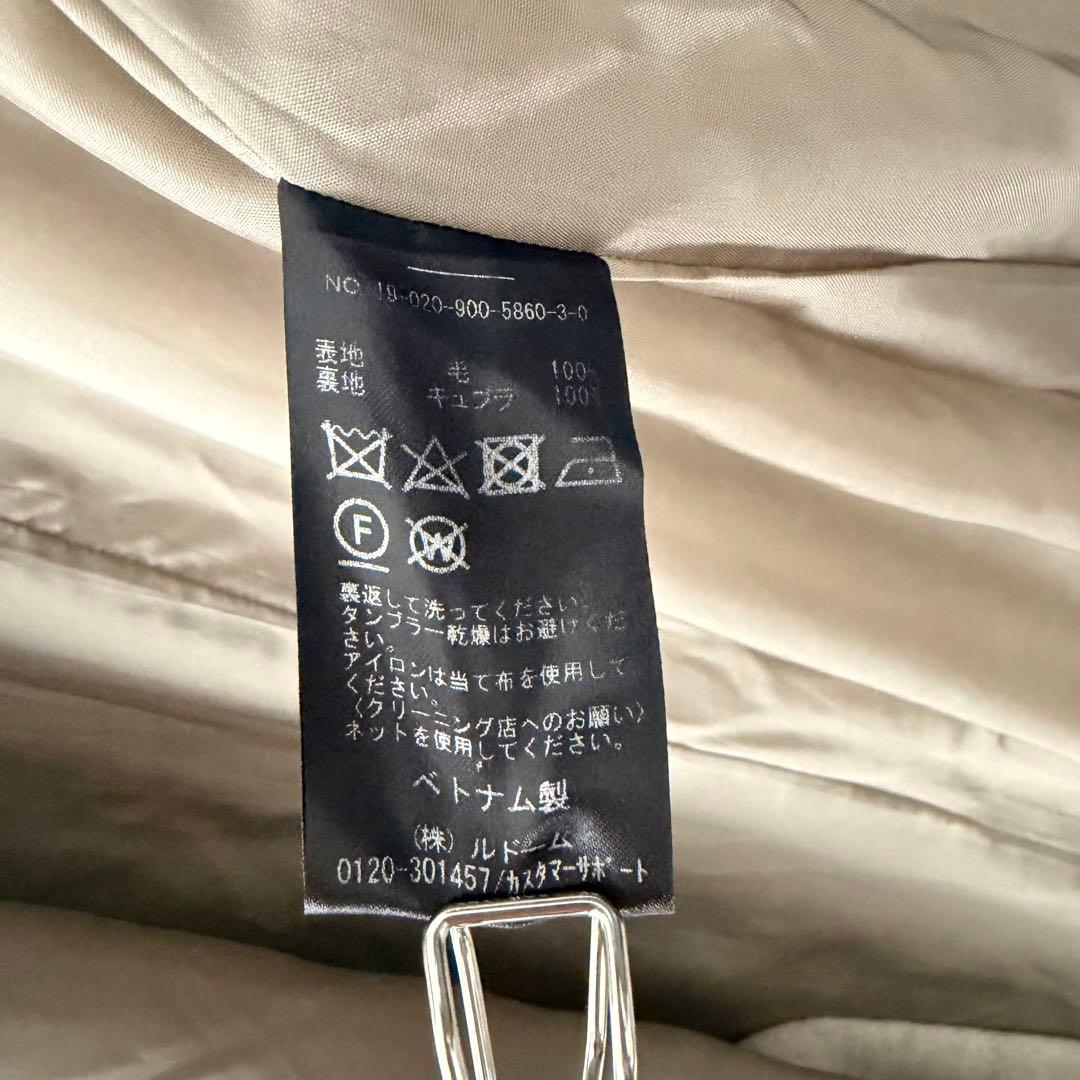 NO 19-020-900-5860-3-0
表地 毛 100%
裏地 キュプラ 100%
F
W
裏返して洗ってください。
タンブラー乾燥はお避けくだ
さい。
アイロンは当て布を使用して
ください。
〈クリーニング店へのお願い〉
ネットを使用してください。
ベトナム製
(株)ルドーム
0120-301457/カスタマーサポート